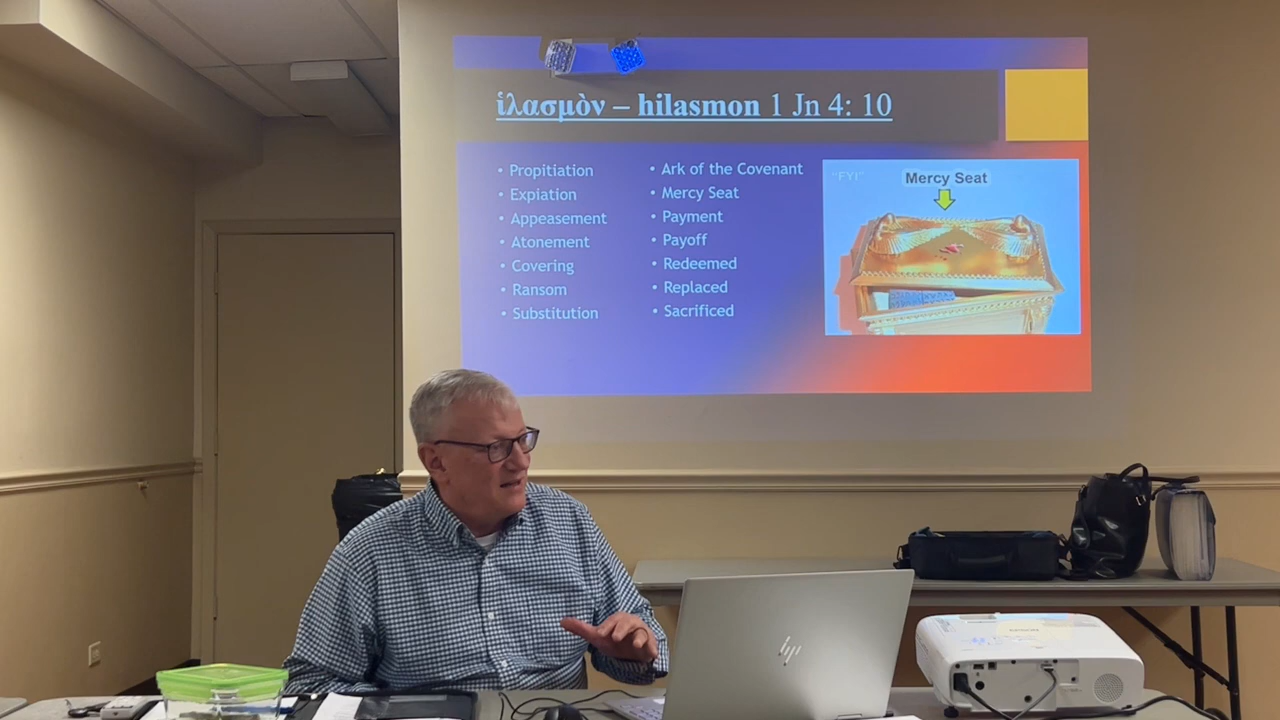 ἱλασμὸν – hilasmon 1 Jn 4: 10
• Propitiation
• Expiation
• Appeasement
• Atonement
• Covering
• Ransom
• Substitution
• Ark of the Covenant
• Mercy Seat
• Payment
• Payoff
• Redeemed
• Replaced
• Sacrificed
"FYI"
Mercy Seat
hp
EPSON